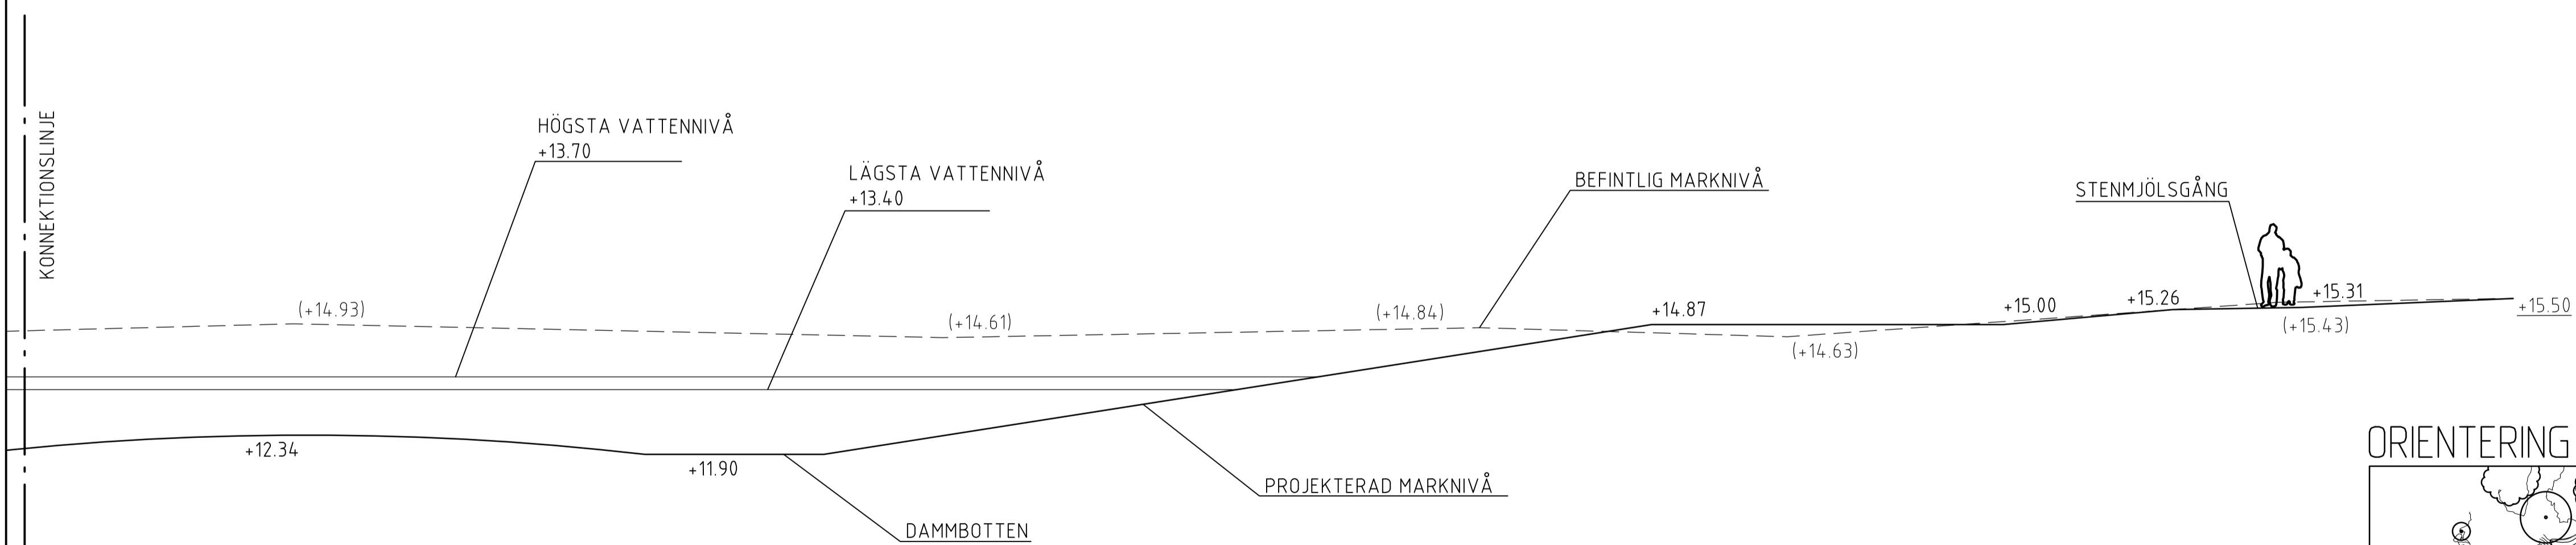 KONNEKTIONSLINJE
HÖGSTA VATTENNIVÅ
+13.70
LÄGSTA VATTENNIVÅ
+13.40
BEFINTLIG MARKNIVÅ
STENMJÖLSGÅNG
(+14.93)
(+14.61)
(+14.84)
+14.87
(+14.63)
+15.00
+15.26
+15.31
(+15.43)
+15.50
+12.34
+11.90
PROJEKTERAD MARKNIVÅ
DAMMBOTTEN
ORIENTERING